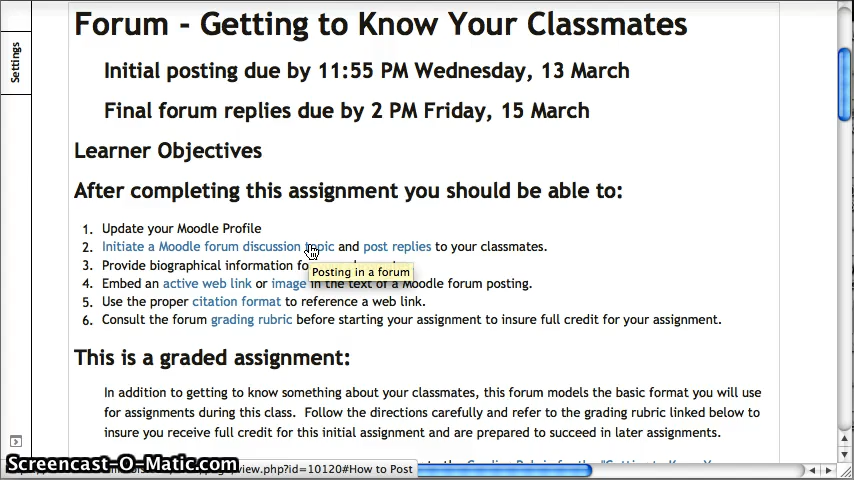 Forum - Getting to Know Your Classmates
Settings
Initial posting due by 11:55 PM Wednesday, 13 March
Final forum replies due by 2 PM Friday, 15 March
Learner Objectives
After completing this assignment you should be able to:
1. Update your Moodle Profile
2. Initiate a Moodle forum discussion topic and post replies to your classmates.
3. Provide biographical information
Posting in a forum
4. Embed an active web link or image in the text of a Moodle forum posting.
5. Use the proper citation format to reference a web link.
6. Consult the forum grading rubric before starting your assignment to insure full credit for your assignment.
This is a graded assignment:
In addition to getting to know something about your classmates, this forum models the basic format you will use
for assignments during this class. Follow the directions carefully and refer to the grading rubric linked below to
insure you receive full credit for this initial assignment and are prepared to succeed in later assignments.
Screencast-O-Matic.com
view.php?id=10120#How to Post